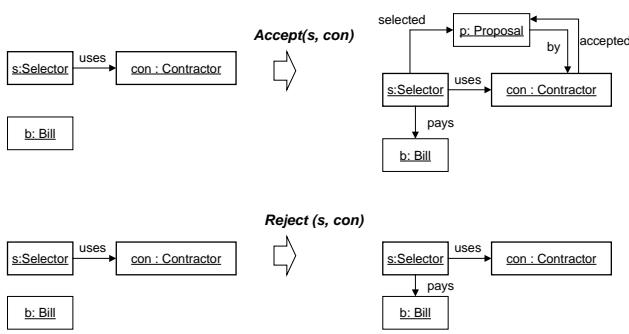 Accept(s, con)
selected
p: Proposal
accepted
by
s:Selector
uses
con : Contractor
s:Selector
uses
con : Contractor
pays
b: Bill
b: Bill
Reject (s, con)
s:Selector
uses
con : Contractor
s:Selector
uses
con : Contractor
pays
b: Bill
b: Bill